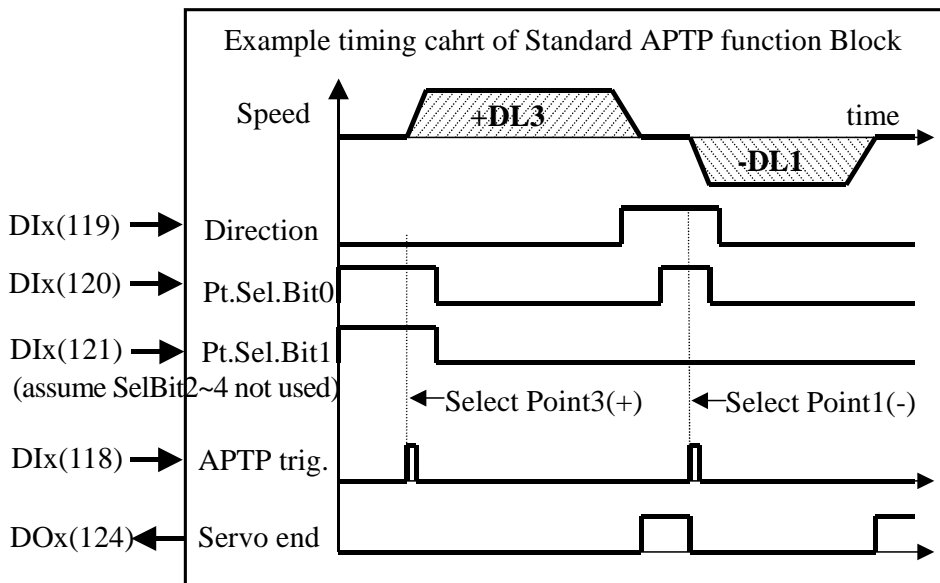 Example timing cahrt of Standard APTP function Block
Speed
+DL3
time
-DL1
DIx(119)
Direction
DIx(120)
Pt.Sel.Bit0
DIx(121)
Pt.Sel.Bit1
(assume SelBit2~4 not used)
Select Point3(+)
Select Point1(-)
DIx(118)
APTP trig.
DOx(124)
Servo end